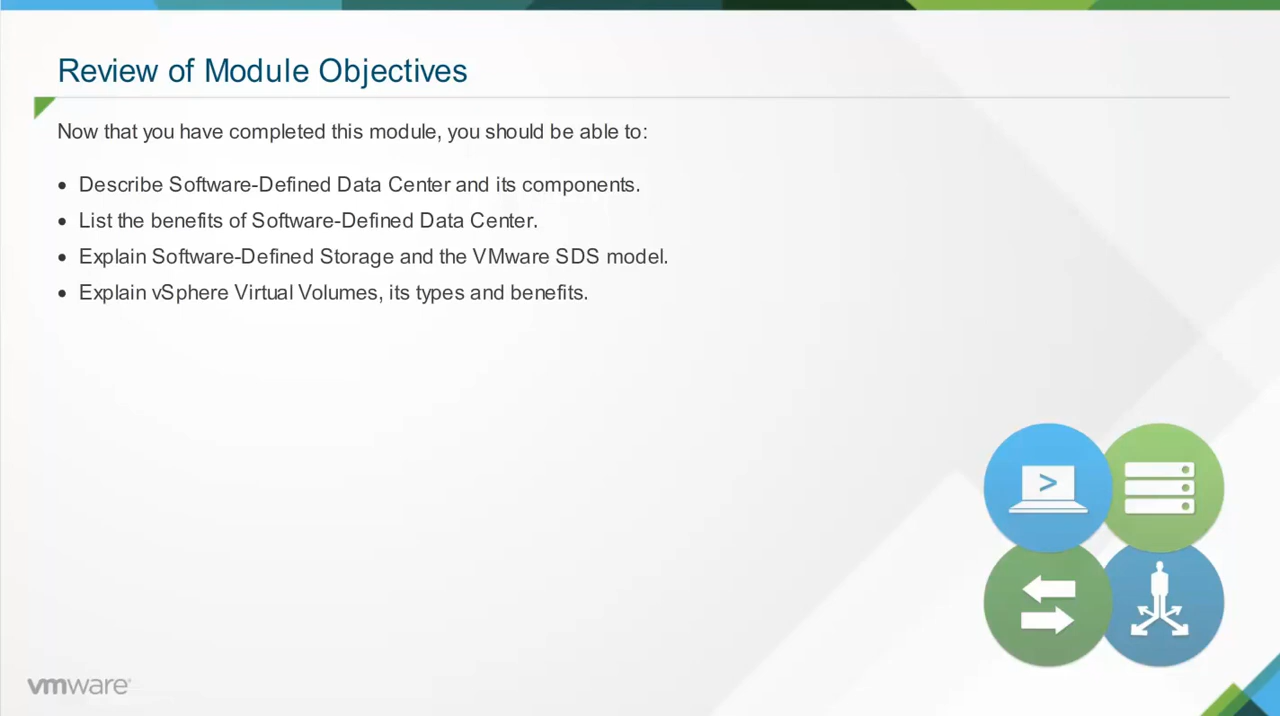 Review of Module Objectives
Now that you have completed this module, you should be able to:
• Describe Software-Defined Data Center and its components.
• List the benefits of Software-Defined Data Center.
• Explain Software-Defined Storage and the VMware SDS model.
• Explain vSphere Virtual Volumes, its types and benefits.
>
vmware®